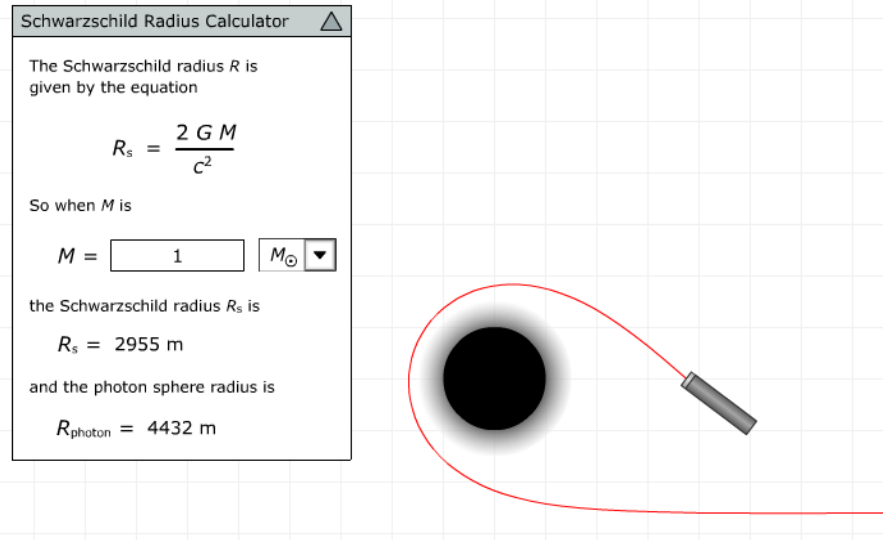 Schwarzschild Radius Calculator
The Schwarzschild radius R is
given by the equation
Rₛ = 2 G M / c²
So when M is
M = 1 M☉
the Schwarzschild radius Rₛ is
Rₛ = 2955 m
and the photon sphere radius is
Rphoton = 4432 m